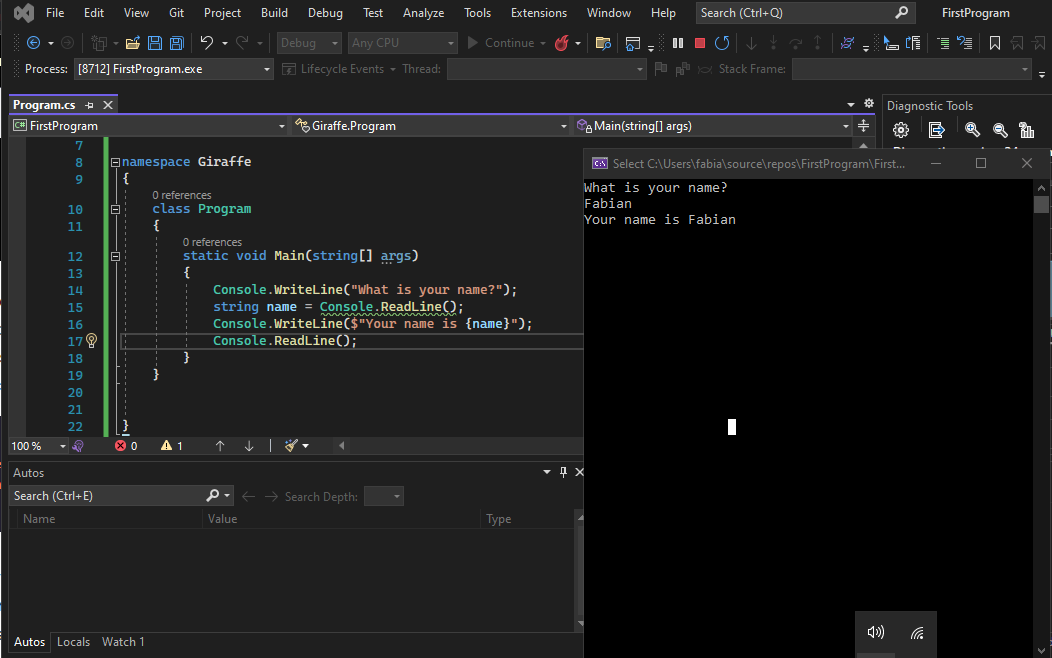 File Edit View Git Project Build Debug Test Analyze Tools Extensions Window Help Search (Ctrl+Q) FirstProgram
Debug Any CPU Continue
Process: [8712] FirstProgram.exe Lifecycle Events Thread: Stack Frame:
Program.cs
FirstProgram Giraffe.Program Main(string[] args)
7
8 namespace Giraffe
9 {
0 references
10 class Program
11 {
0 references
12 static void Main(string[] args)
13 {
14 Console.WriteLine("What is your name?");
15 string name = Console.ReadLine();
16 Console.WriteLine($"Your name is {name}");
17 Console.ReadLine();
18 }
19 }
20
21
22 }
100 % 0 1
Autos
Search (Ctrl+E) Search Depth:
Name Value Type
Autos Locals Watch 1
Diagnostic Tools
Select C:\Users\fabia\source\repos\FirstProgram\First...
What is your name?
Fabian
Your name is Fabian